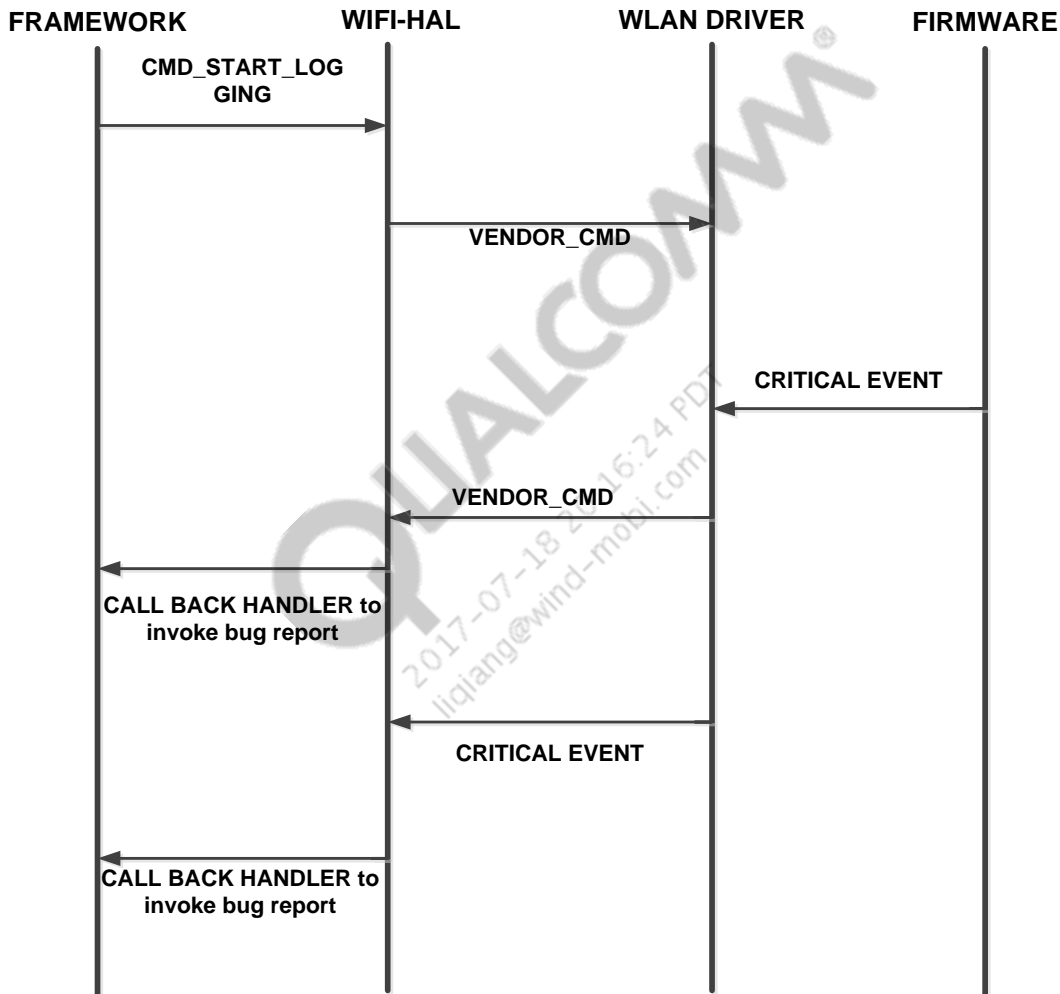 FRAMEWORK
WIFI-HAL
WLAN DRIVER
FIRMWARE
CMD_START_LOG
GING
VENDOR_CMD
CRITICAL EVENT
VENDOR_CMD
CALL BACK HANDLER to
invoke bug report
CRITICAL EVENT
CALL BACK HANDLER to
invoke bug report
QUALCOMM®
2017-07-18 20:16:24 PDT
liqiang@wind-mobi.com